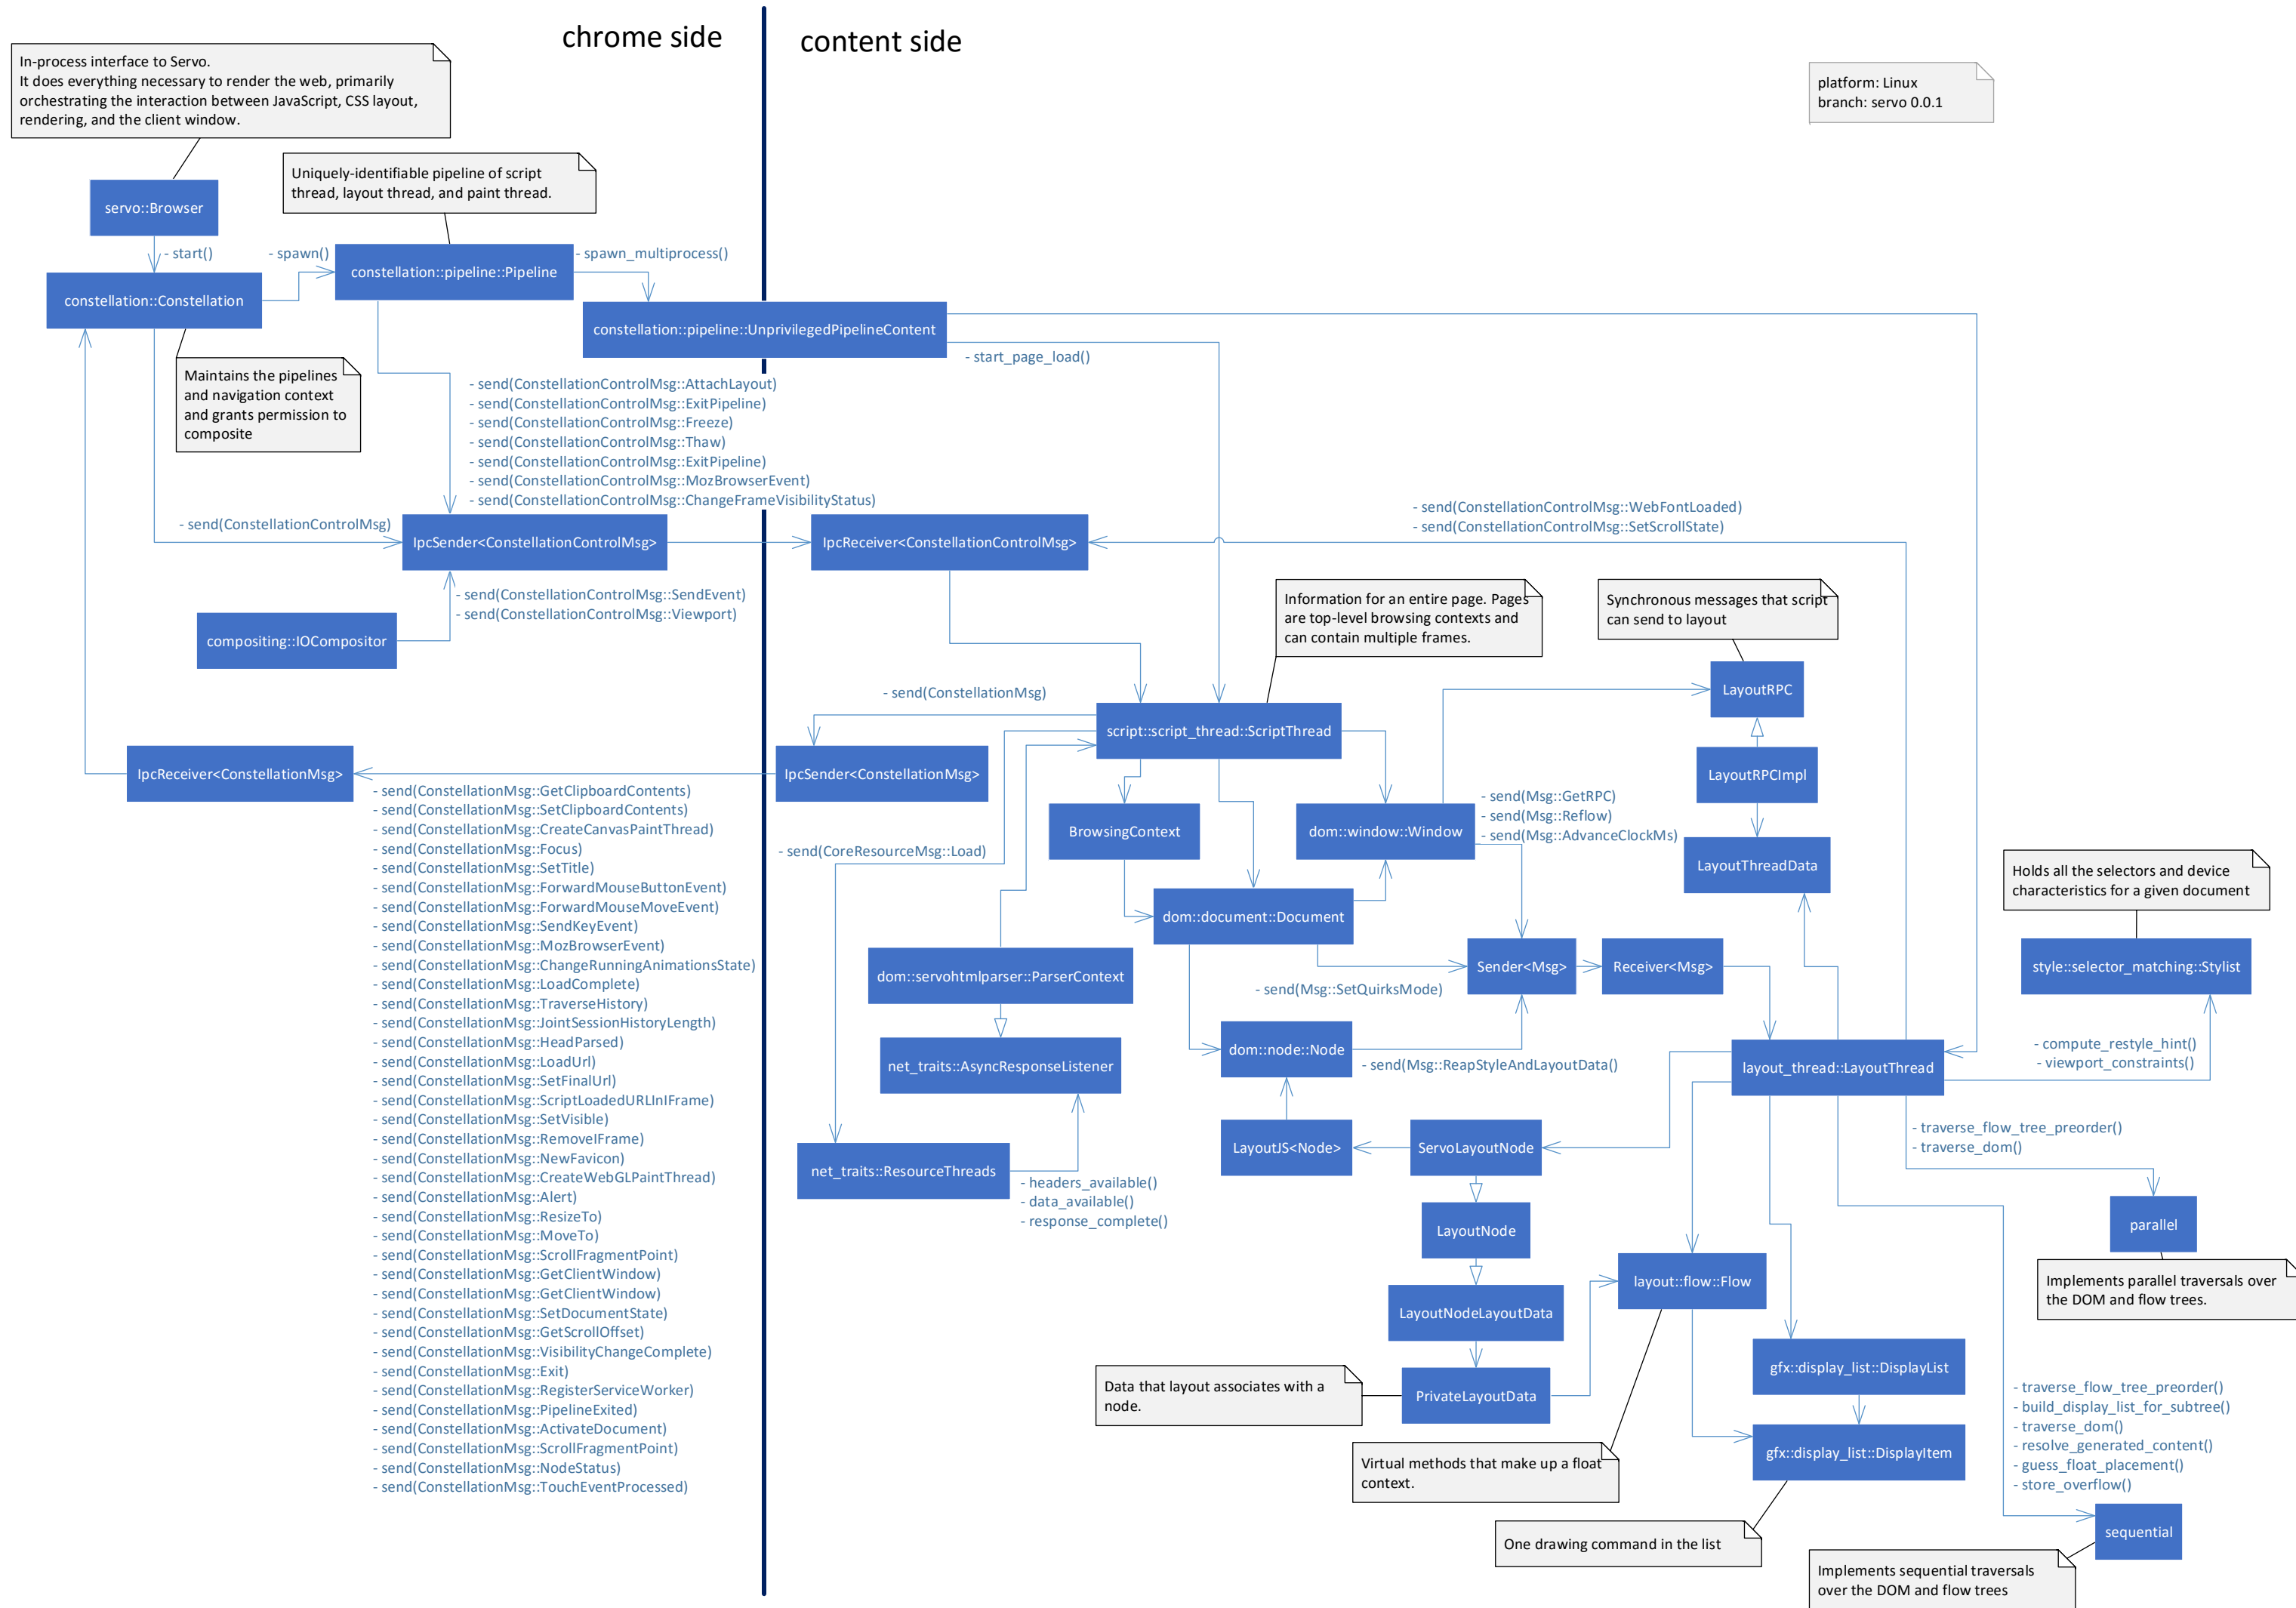 chrome side
content side
In-process interface to Servo.
It does everything necessary to render the web, primarily
orchestrating the interaction between JavaScript, CSS layout,
rendering, and the client window.
platform: Linux
branch: servo 0.0.1
Uniquely-identifiable pipeline of script
thread, layout thread, and paint thread.
servo::Browser
- start()
- spawn()
constellation::pipeline::Pipeline
- spawn_multiprocess()
constellation::Constellation
constellation::pipeline::UnprivilegedPipelineContent
- start_page_load()
Maintains the pipelines
and navigation context
and grants permission to
composite
- send(ConstellationControlMsg::AttachLayout)
- send(ConstellationControlMsg::ExitPipeline)
- send(ConstellationControlMsg::Freeze)
- send(ConstellationControlMsg::Thaw)
- send(ConstellationControlMsg::ExitPipeline)
- send(ConstellationControlMsg::MozBrowserEvent)
- send(ConstellationControlMsg::ChangeFrameVisibilityStatus)
- send(ConstellationControlMsg::WebFontLoaded)
- send(ConstellationControlMsg::SetScrollState)
- send(ConstellationControlMsg)
IpcSender<ConstellationControlMsg>
IpcReceiver<ConstellationControlMsg>
- send(ConstellationControlMsg::SendEvent)
- send(ConstellationControlMsg::Viewport)
compositing::IOCompositor
Information for an entire page. Pages
are top-level browsing contexts and
can contain multiple frames.
Synchronous messages that script
can send to layout
LayoutRPC
- send(ConstellationMsg)
script::script_thread::ScriptThread
IpcReceiver<ConstellationMsg>
IpcSender<ConstellationMsg>
LayoutRPCImpl
- send(ConstellationMsg::GetClipboardContents)
- send(ConstellationMsg::SetClipboardContents)
- send(ConstellationMsg::CreateCanvasPaintThread)
- send(ConstellationMsg::Focus)
- send(ConstellationMsg::SetTitle)
- send(ConstellationMsg::ForwardMouseButtonEvent)
- send(ConstellationMsg::ForwardMouseMoveEvent)
- send(ConstellationMsg::SendKeyEvent)
- send(ConstellationMsg::MozBrowserEvent)
- send(ConstellationMsg::ChangeRunningAnimationsState)
- send(ConstellationMsg::LoadComplete)
- send(ConstellationMsg::TraverseHistory)
- send(ConstellationMsg::JointSessionHistoryLength)
- send(ConstellationMsg::HeadParsed)
- send(ConstellationMsg::LoadUrl)
- send(ConstellationMsg::SetFinalUrl)
- send(ConstellationMsg::ScriptLoadedURLInIFrame)
- send(ConstellationMsg::SetVisible)
- send(ConstellationMsg::RemoveIFrame)
- send(ConstellationMsg::NewFavicon)
- send(ConstellationMsg::CreateWebGLPaintThread)
- send(ConstellationMsg::Alert)
- send(ConstellationMsg::ResizeTo)
- send(ConstellationMsg::MoveTo)
- send(ConstellationMsg::ScrollFragmentPoint)
- send(ConstellationMsg::GetClientWindow)
- send(ConstellationMsg::GetClientWindow)
- send(ConstellationMsg::SetDocumentState)
- send(ConstellationMsg::GetScrollOffset)
- send(ConstellationMsg::VisibilityChangeComplete)
- send(ConstellationMsg::Exit)
- send(ConstellationMsg::RegisterServiceWorker)
- send(ConstellationMsg::PipelineExited)
- send(ConstellationMsg::ActivateDocument)
- send(ConstellationMsg::ScrollFragmentPoint)
- send(ConstellationMsg::NodeStatus)
- send(ConstellationMsg::TouchEventProcessed)
- send(CoreResourceMsg::Load)
BrowsingContext
dom::window::Window
- send(Msg::GetRPC)
- send(Msg::Reflow)
- send(Msg::AdvanceClockMs)
LayoutThreadData
Holds all the selectors and device
characteristics for a given document
dom::document::Document
dom::servohtmlparser::ParserContext
Sender<Msg>
Receiver<Msg>
style::selector_matching::Stylist
- send(Msg::SetQuirksMode)
dom::node::Node
- send(Msg::ReapStyleAndLayoutData()
net_traits::AsyncResponseListener
layout_thread::LayoutThread
- compute_restyle_hint()
- viewport_constraints()
LayoutJS<Node>
ServoLayoutNode
- traverse_flow_tree_preorder()
- traverse_dom()
net_traits::ResourceThreads
- headers_available()
- data_available()
- response_complete()
LayoutNode
parallel
Implements parallel traversals over
the DOM and flow trees.
layout::flow::Flow
LayoutNodeLayoutData
gfx::display_list::DisplayList
Data that layout associates with a
node.
PrivateLayoutData
- traverse_flow_tree_preorder()
- build_display_list_for_subtree()
- traverse_dom()
- resolve_generated_content()
- guess_float_placement()
- store_overflow()
gfx::display_list::DisplayItem
Virtual methods that make up a float
context.
One drawing command in the list
sequential
Implements sequential traversals
over the DOM and flow trees